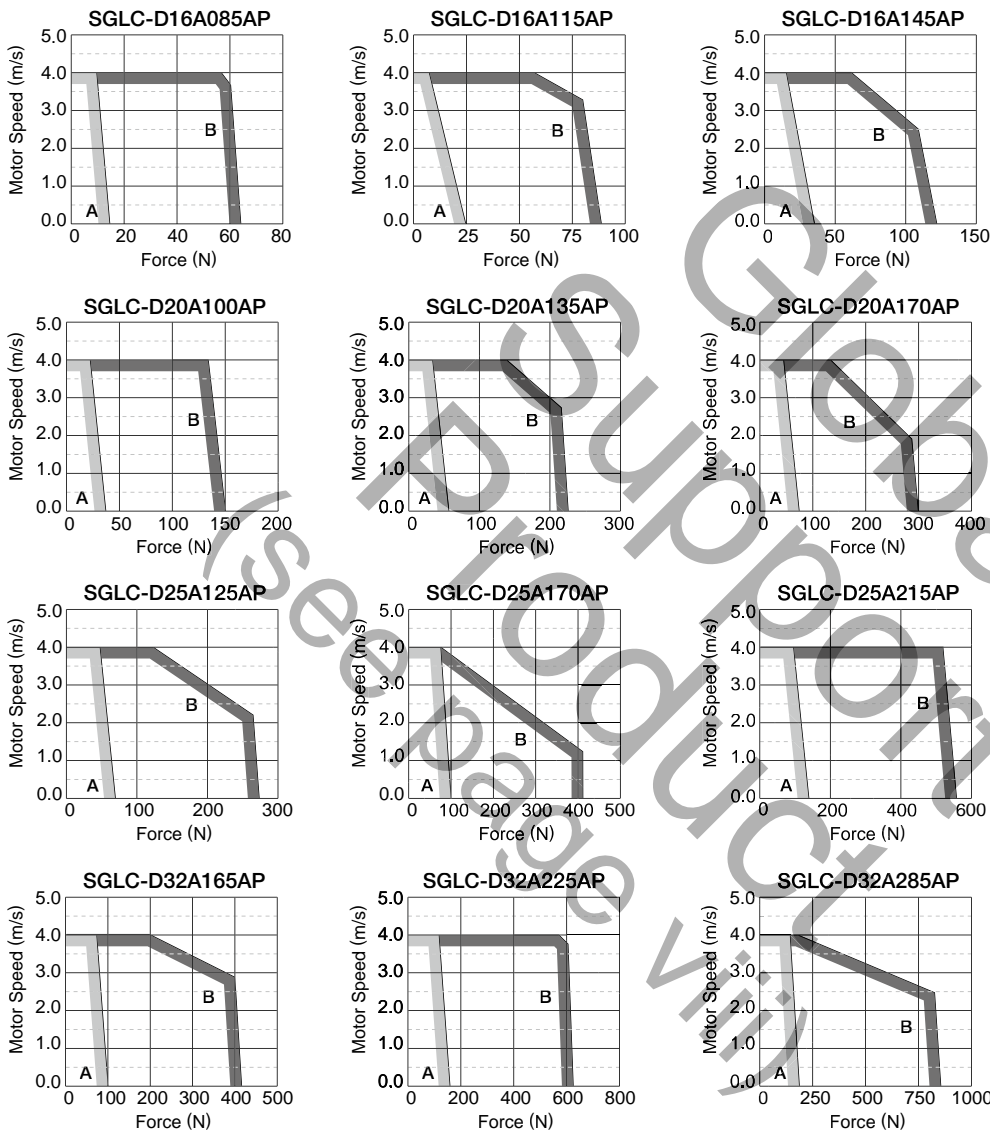 SGLC-D16A085AP
Motor Speed (m/s)
5.0
4.0
3.0
2.0
1.0
0.0
A
B
0 20 40 60 80
Force (N)
SGLC-D16A115AP
Motor Speed (m/s)
5.0
4.0
3.0
2.0
1.0
0.0
A
B
0 25 50 75 100
Force (N)
SGLC-D16A145AP
Motor Speed (m/s)
5.0
4.0
3.0
2.0
1.0
0.0
A
B
0 50 100 150
Force (N)
SGLC-D20A100AP
Motor Speed (m/s)
5.0
4.0
3.0
2.0
1.0
0.0
A
B
0 50 100 150 200
Force (N)
SGLC-D20A135AP
Motor Speed (m/s)
5.0
4.0
3.0
2.0
1.0
0.0
A
B
0 100 200 300
Force (N)
SGLC-D20A170AP
Motor Speed (m/s)
5.0
4.0
3.0
2.0
1.0
0.0
A
B
0 100 200 300 400
Force (N)
SGLC-D25A125AP
Motor Speed (m/s)
5.0
4.0
3.0
2.0
1.0
0.0
A
B
0 100 200 300
Force (N)
SGLC-D25A170AP
Motor Speed (m/s)
5.0
4.0
3.0
2.0
1.0
0.0
A
B
0 100 200 300 400 500
Force (N)
SGLC-D25A215AP
Motor Speed (m/s)
5.0
4.0
3.0
2.0
1.0
0.0
A
B
0 200 400 600
Force (N)
SGLC-D32A165AP
Motor Speed (m/s)
5.0
4.0
3.0
2.0
1.0
0.0
A
B
0 100 200 300 400 500
Force (N)
SGLC-D32A225AP
Motor Speed (m/s)
5.0
4.0
3.0
2.0
1.0
0.0
A
B
0 200 400 600 800
Force (N)
SGLC-D32A285AP
Motor Speed (m/s)
5.0
4.0
3.0
2.0
1.0
0.0
A
B
0 250 500 750 1000
Force (N)
Globa
Support
Product
(see page viii)